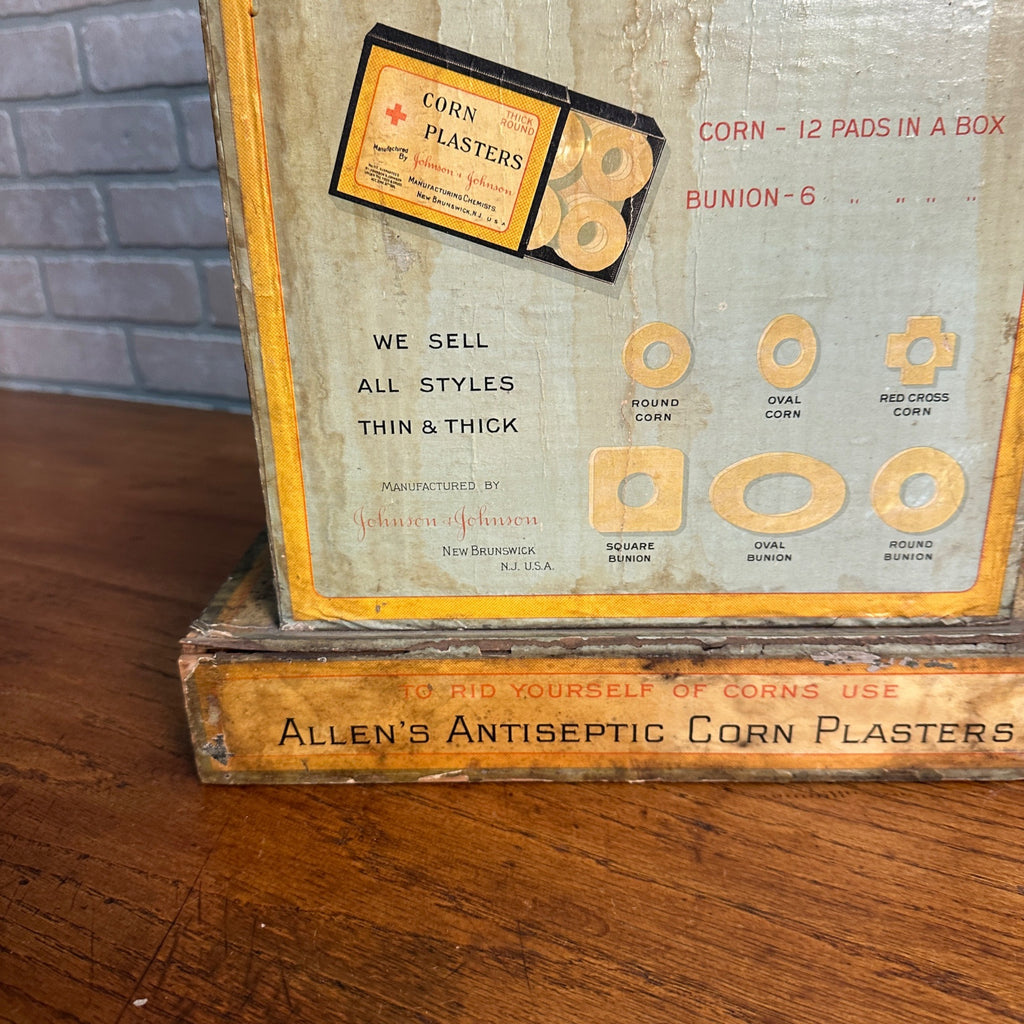 CORN
PLASTERS
THICK
ROUND
Manufactured
By Johnson & Johnson
MANUFACTURING CHEMISTS.
NEW BRUNSWICK, N.J. U.S.A.
CORN - 12 PADS IN A BOX
BUNION - 6 " " " "
WE SELL
ALL STYLES
THIN & THICK
MANUFACTURED BY
Johnson & Johnson
NEW BRUNSWICK
N.J. U.S.A.
ROUND
CORN
OVAL
CORN
RED CROSS
CORN
SQUARE
BUNION
OVAL
BUNION
ROUND
BUNION
TO RID YOURSELF OF CORNS USE
ALLEN'S ANTISEPTIC CORN PLASTERS